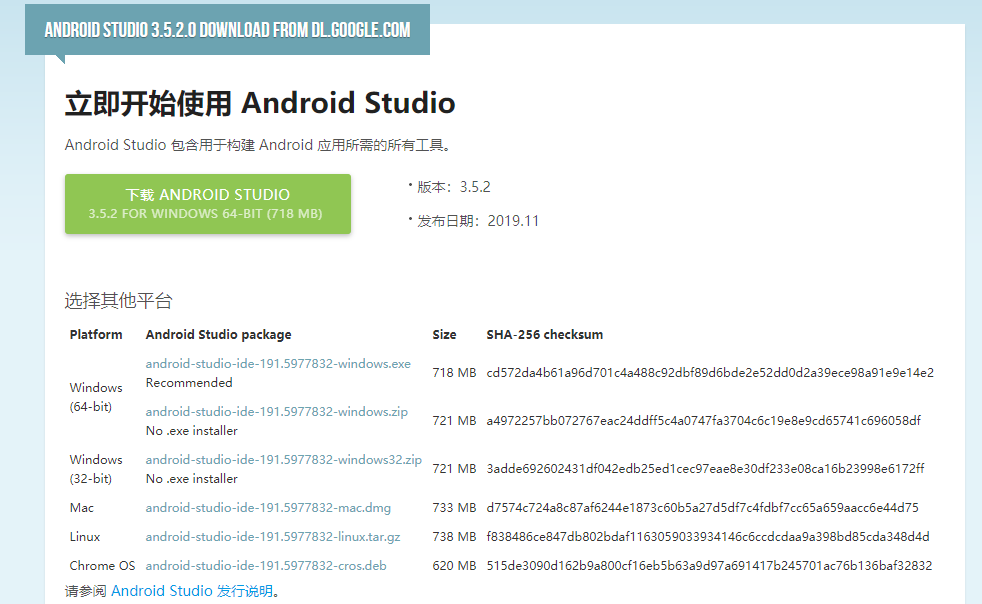 ANDROID STUDIO 3.5.2.0 DOWNLOAD FROM DL.GOOGLE.COM
立即开始使用 Android Studio
Android Studio 包含用于构建 Android 应用所需的所有工具。
下载 ANDROID STUDIO
3.5.2 FOR WINDOWS 64-BIT (718 MB)
• 版本：3.5.2
• 发布日期：2019.11
选择其他平台
Platform Android Studio package Size SHA-256 checksum
Windows (64-bit) android-studio-ide-191.5977832-windows.exe 718 MB cd572da4b61a96d701c4a488c92dbf89d6bde2e52dd0d2a39ece98a91e9e14e2
Recommended
android-studio-ide-191.5977832-windows.zip 721 MB a4972257bb072767eac24ddff5c4a0747fa3704c6c19e8e9cd65741c696058df
No .exe installer
Windows (32-bit) android-studio-ide-191.5977832-windows32.zip 721 MB 3adde692602431df042edb25ed1cec97eae8e30df233e08ca16b23998e6172ff
No .exe installer
Mac android-studio-ide-191.5977832-mac.dmg 733 MB d7574c724a8c87af6244e1873c60b5a27d5df7c4fdbf7cc65a659aacc6e44d75
Linux android-studio-ide-191.5977832-linux.tar.gz 738 MB f838486ce847db802bdaf1163059033934146c6ccdcdaa9a398bd85cda348d4d
Chrome OS android-studio-ide-191.5977832-cros.deb 620 MB 515de3090d162b9a800cf16eb5b63a9d97a691417b245701ac76b136baf32832
请参阅 Android Studio 发行说明。